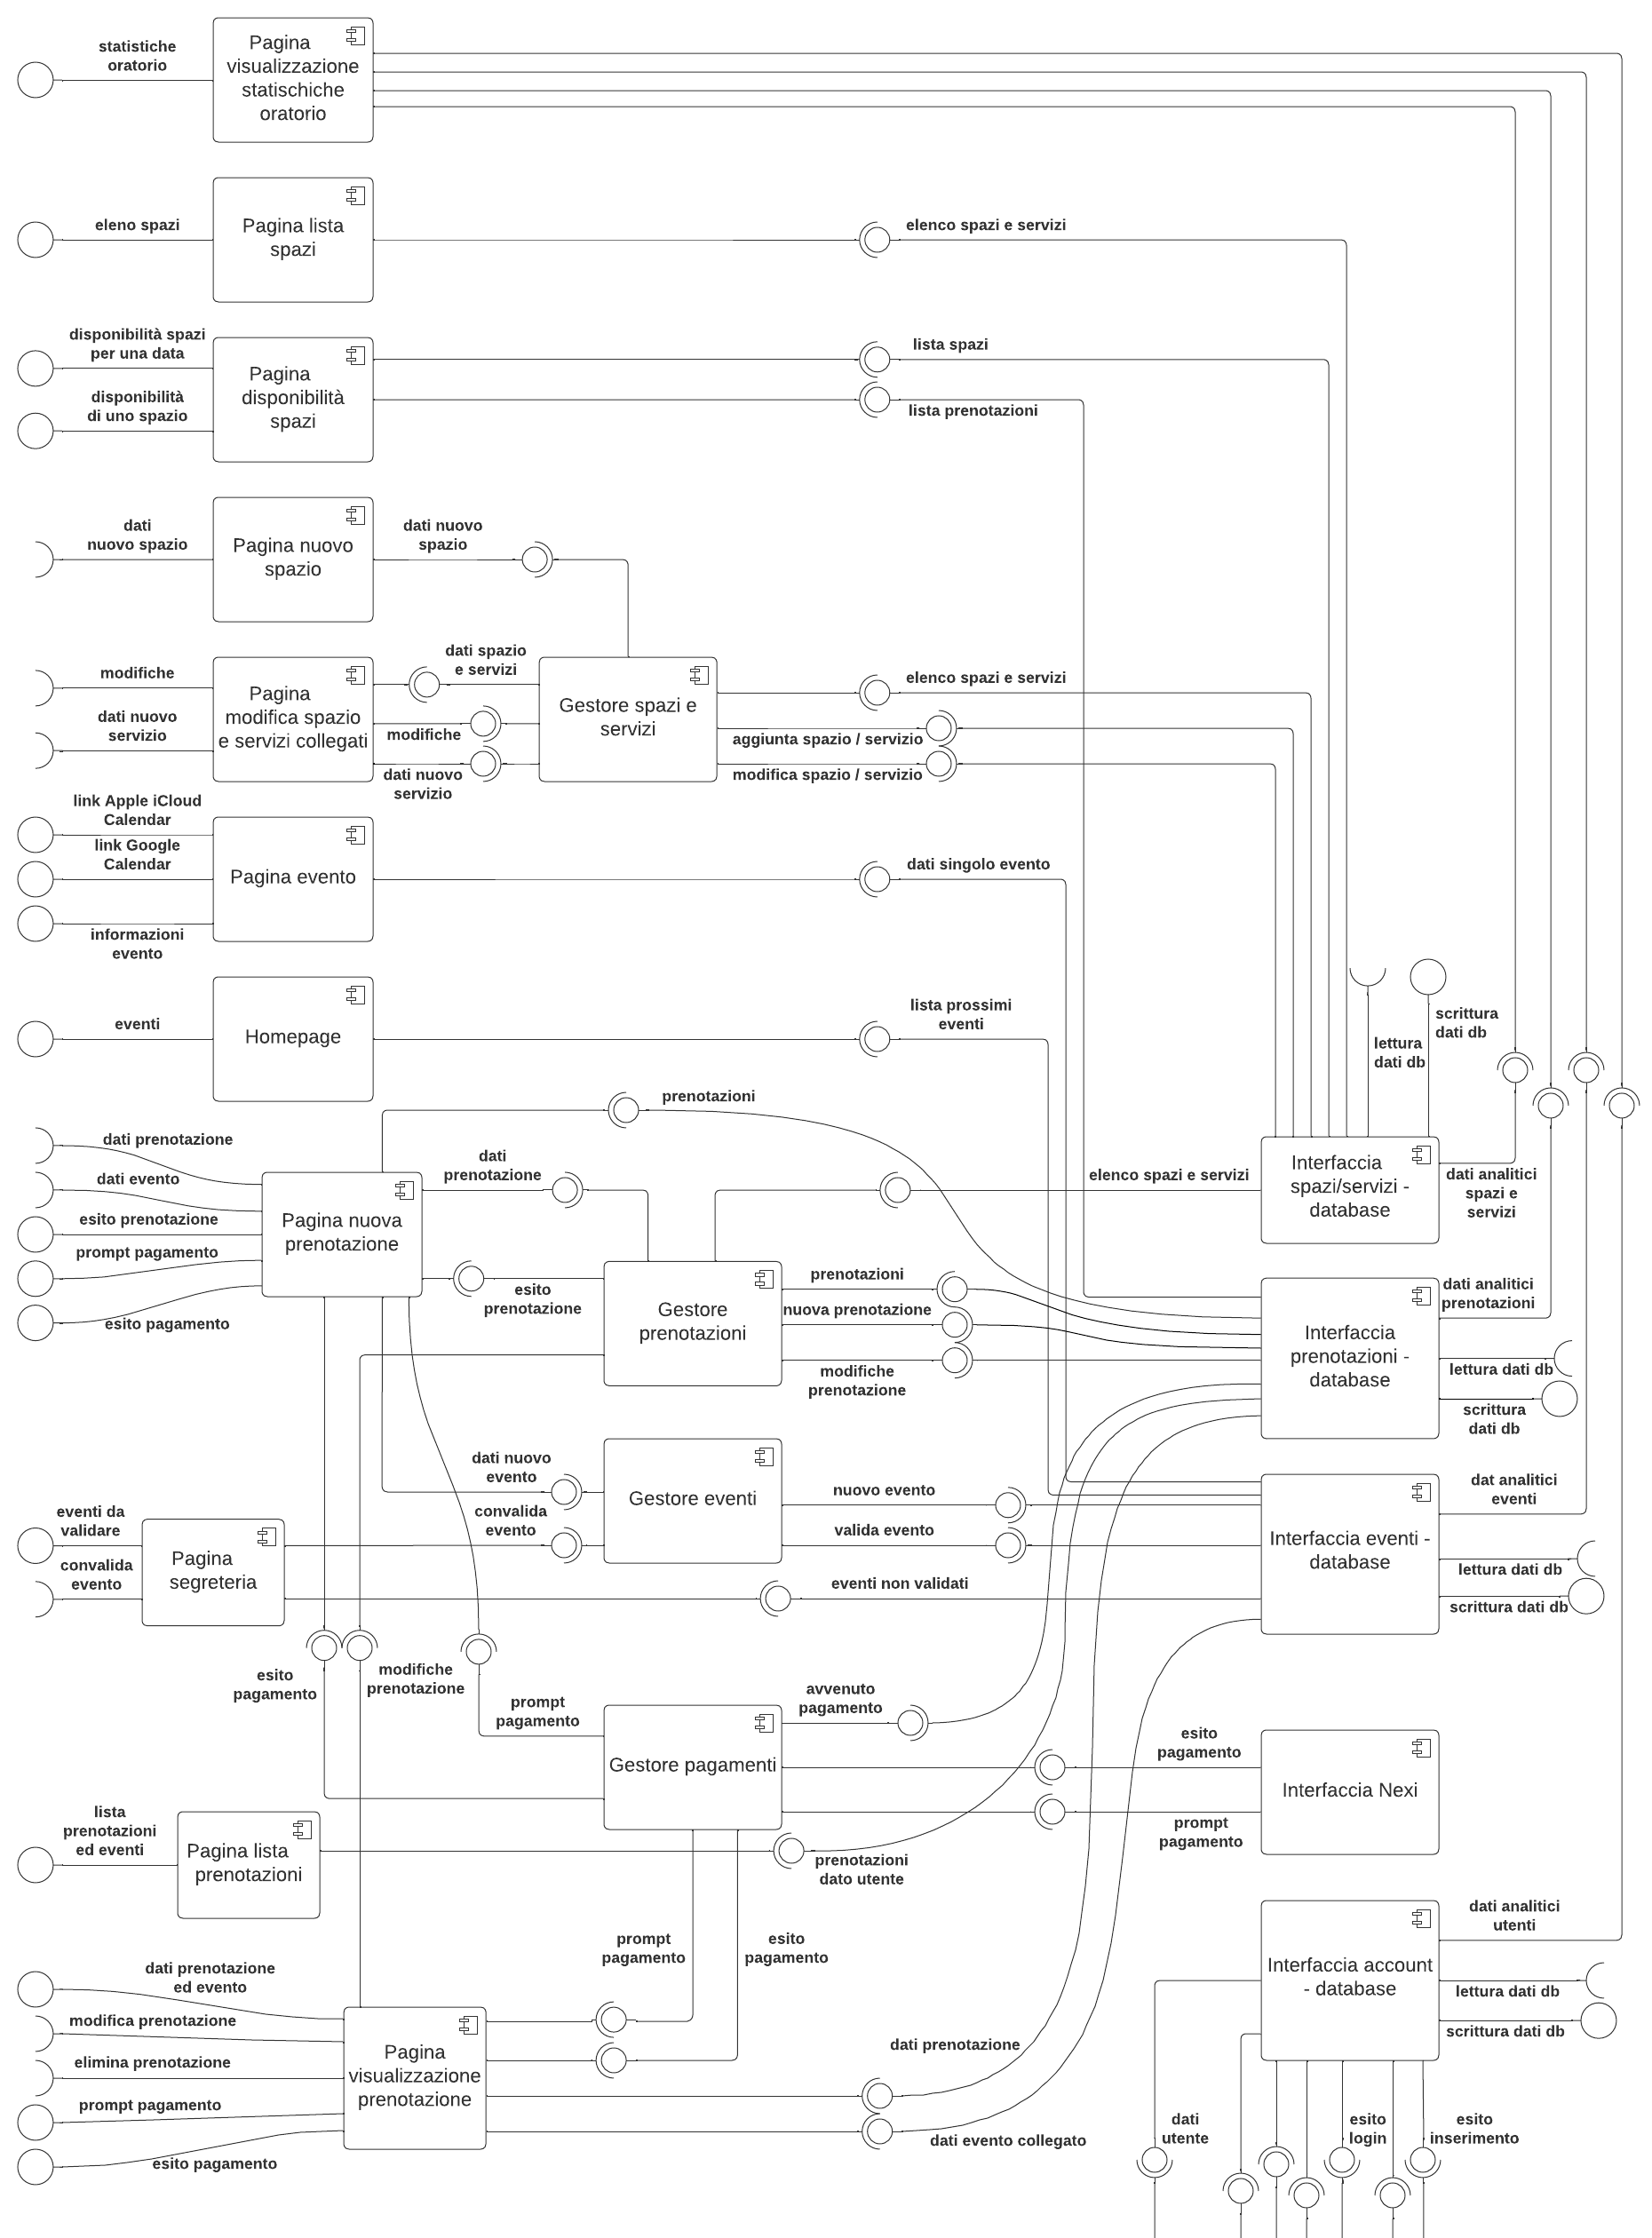 statistiche
oratorio
Pagina
visualizzazione
statischiche
oratorio
eleno spazi
Pagina lista
spazi
elenco spazi e servizi
disponibilità spazi
per una data
disponibilità
di uno spazio
Pagina
disponibilità
spazi
lista spazi
lista prenotazioni
dati
nuovo spazio
Pagina nuovo
spazio
dati nuovo
spazio
modifiche
dati nuovo
servizio
Pagina
modifica spazio
e servizi collegati
dati spazio
e servizi
modifiche
dati nuovo
servizio
Gestore spazi e
servizi
elenco spazi e servizi
aggiunta spazio / servizio
modifica spazio / servizio
link Apple iCloud
Calendar
link Google
Calendar
informazioni
evento
Pagina evento
dati singolo evento
eventi
Homepage
lista prossimi
eventi
lettura
dati db
scrittura
dati db
prenotazioni
dati prenotazione
dati evento
esito prenotazione
prompt pagamento
esito pagamento
Pagina nuova
prenotazione
dati
prenotazione
esito
prenotazione
elenco spazi e servizi
Interfaccia
spazi/servizi -
database
dati analitici
spazi e
servizi
Gestore
prenotazioni
prenotazioni
nuova prenotazione
modifiche
prenotazione
Interfaccia
prenotazioni -
database
dati analitici
prenotazioni
lettura dati db
scrittura
dati db
dati nuovo
evento
convalida
evento
Gestore eventi
nuovo evento
valida evento
eventi non validati
Interfaccia eventi -
database
dat analitici
eventi
lettura dati db
scrittura dati db
eventi da
validare
convalida
evento
Pagina
segreteria
esito
pagamento
modifiche
prenotazione
prompt
pagamento
Gestore pagamenti
avvenuto
pagamento
esito
pagamento
prompt
pagamento
Interfaccia Nexi
lista
prenotazioni
ed eventi
Pagina lista
prenotazioni
prenotazioni
dato utente
prompt
pagamento
esito
pagamento
Interfaccia account
- database
dati analitici
utenti
lettura dati db
scrittura dati db
dati prenotazione
ed evento
modifica prenotazione
elimina prenotazione
prompt pagamento
esito pagamento
Pagina
visualizzazione
prenotazione
dati prenotazione
dati evento collegato
dati
utente
esito
login
esito
inserimento